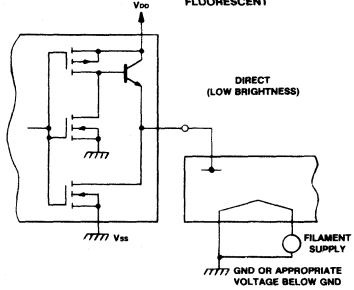 FLUORESCENT
VDD
DIRECT
(LOW BRIGHTNESS)
VSS
FILAMENT
SUPPLY
GND OR APPROPRIATE
VOLTAGE BELOW GND